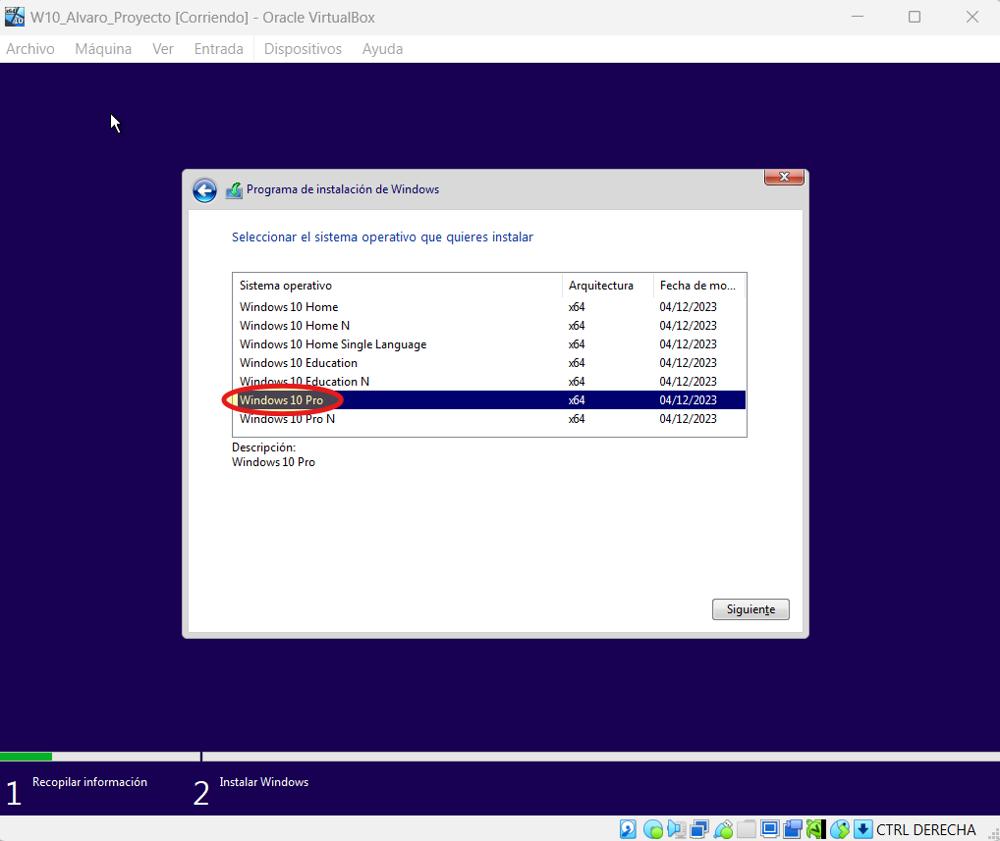 W10_Alvaro_Proyecto [Corriendo] - Oracle VirtualBox
Archivo Máquina Ver Entrada Dispositivos Ayuda
Programa de instalación de Windows
Seleccionar el sistema operativo que quieres instalar
Sistema operativo Arquitectura Fecha de mo...
Windows 10 Home x64 04/12/2023
Windows 10 Home N x64 04/12/2023
Windows 10 Home Single Language x64 04/12/2023
Windows 10 Education x64 04/12/2023
Windows 10 Education N x64 04/12/2023
Windows 10 Pro x64 04/12/2023
Windows 10 Pro N x64 04/12/2023
Descripción:
Windows 10 Pro
Siguiente
1 Recopilar información 2 Instalar Windows
CTRL DERECHA